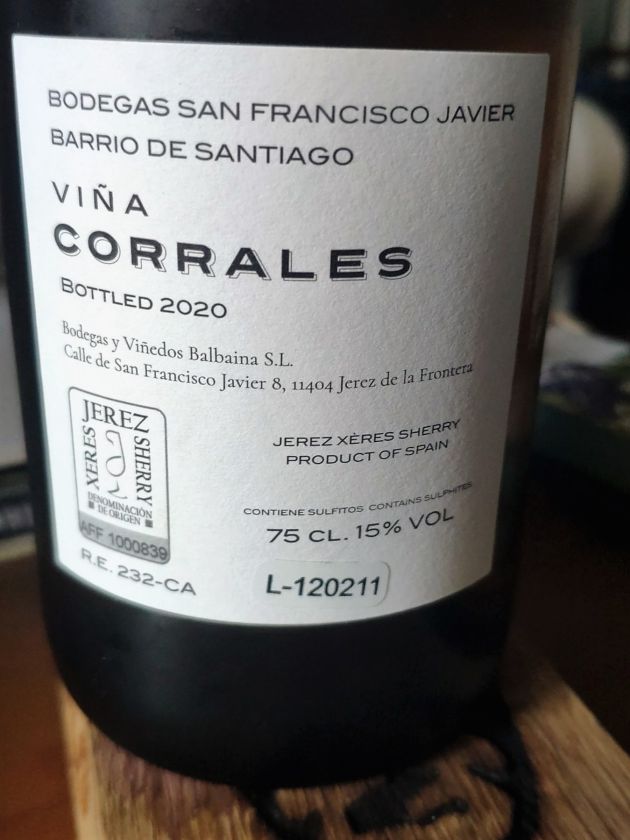 BODEGAS SAN FRANCISCO JAVIER
BARRIO DE SANTIAGO
VIÑA
CORRALES
BOTTLED 2020
Bodegas y Viñedos Balbaina S.L.
Calle de San Francisco Javier 8, 11404 Jerez de la Frontera
JEREZ
XERES
SHERRY
DENOMINACIÓN
DE ORIGEN
AFF 1000839
R.E. 232-CA
JEREZ XÈRES SHERRY
PRODUCT OF SPAIN
CONTIENE SULFITOS CONTAINS SULPHITES
75 CL. 15% VOL
L-120211